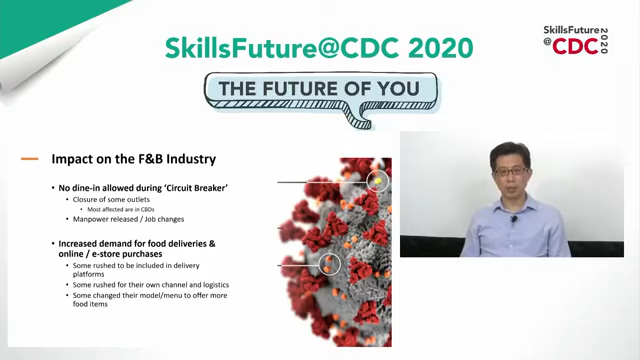 SkillsFuture@CDC 2020
SkillsFuture
@CDC 2020
THE FUTURE OF YOU
Impact on the F&B Industry
• No dine-in allowed during ‘Circuit Breaker’
• Closure of some outlets
• Most affected are in CBDs
• Manpower released / Job changes
• Increased demand for food deliveries &
online / e-store purchases
• Some rushed to be included in delivery
platforms
• Some rushed for their own channel and logistics
• Some changed their model/menu to offer more
food items